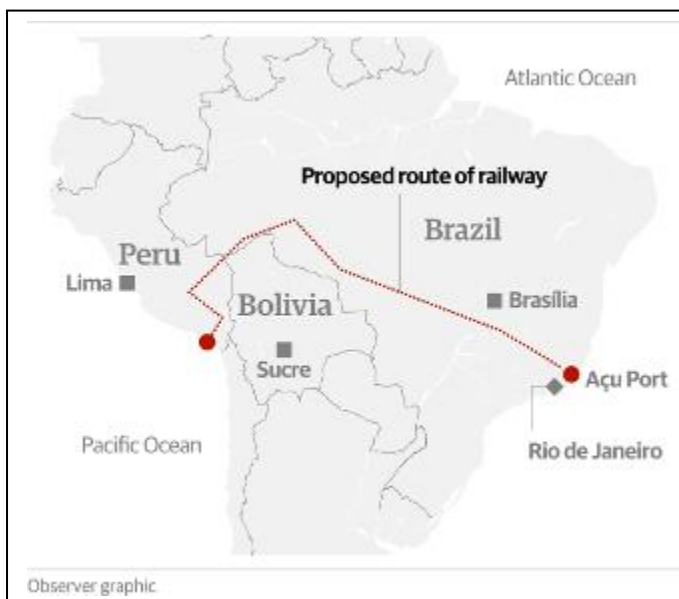 Atlantic Ocean
Proposed route of railway
Brazil
Peru
Lima
Bolivia
Brasília
Sucre
Açu Port
Pacific Ocean
Rio de Janeiro
Observer graphic